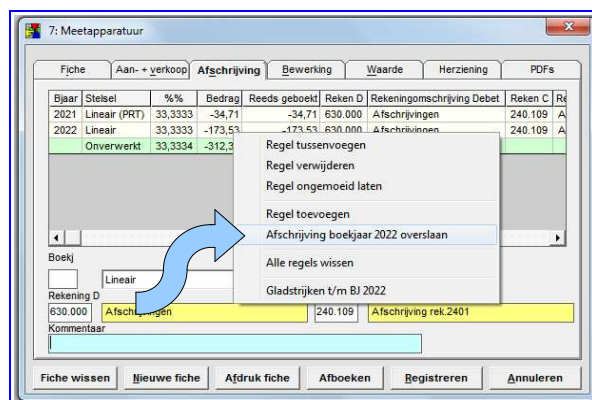 7: Meetapparatuur
Fiche Aan- + verkoop Afschrijving Bewerking Waarde Herziening PDFs
Bjaar Stelsel %% Bedrag Reeds geboekt Reken D Rekeningomschrijving Debet Reken C
2021 Lineair (PRT) 33,3333 -34,71 -34,71 630.000 Afschrijvingen 240.109 A
2022 Lineair 33,3333 -173,53 -173,53 630.000 Afschrijvingen 240.109 A
Onverwerkt 33,3334 -312,3
Regel tussenvoegen
Regel verwijderen
Regel ongemoeid laten
Regel toevoegen
Afschrijving boekjaar 2022 overslaan
Alle regels wissen
Gladstrijken t/m BJ 2022
Boekj
Lineair
Rekening D
630.000 Afschrijvingen 240.109 Afschrijving rek.2401
Kommentaar
Fiche wissen Nieuwe fiche Afdruk fiche Afboeken Registreren Annuleren